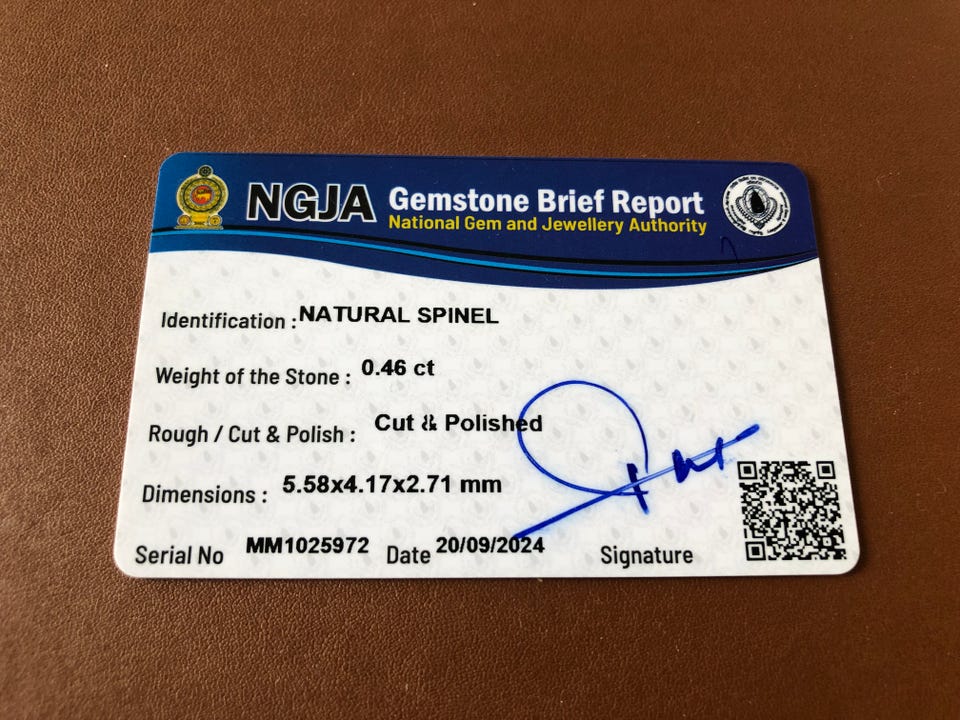 NGJA Gemstone Brief Report
National Gem and Jewellery Authority
Identification : NATURAL SPINEL
Weight of the Stone : 0.46 ct
Rough / Cut & Polish : Cut & Polished
Dimensions : 5.58x4.17x2.71 mm
Serial No MM1025972 Date 20/09/2024 Signature